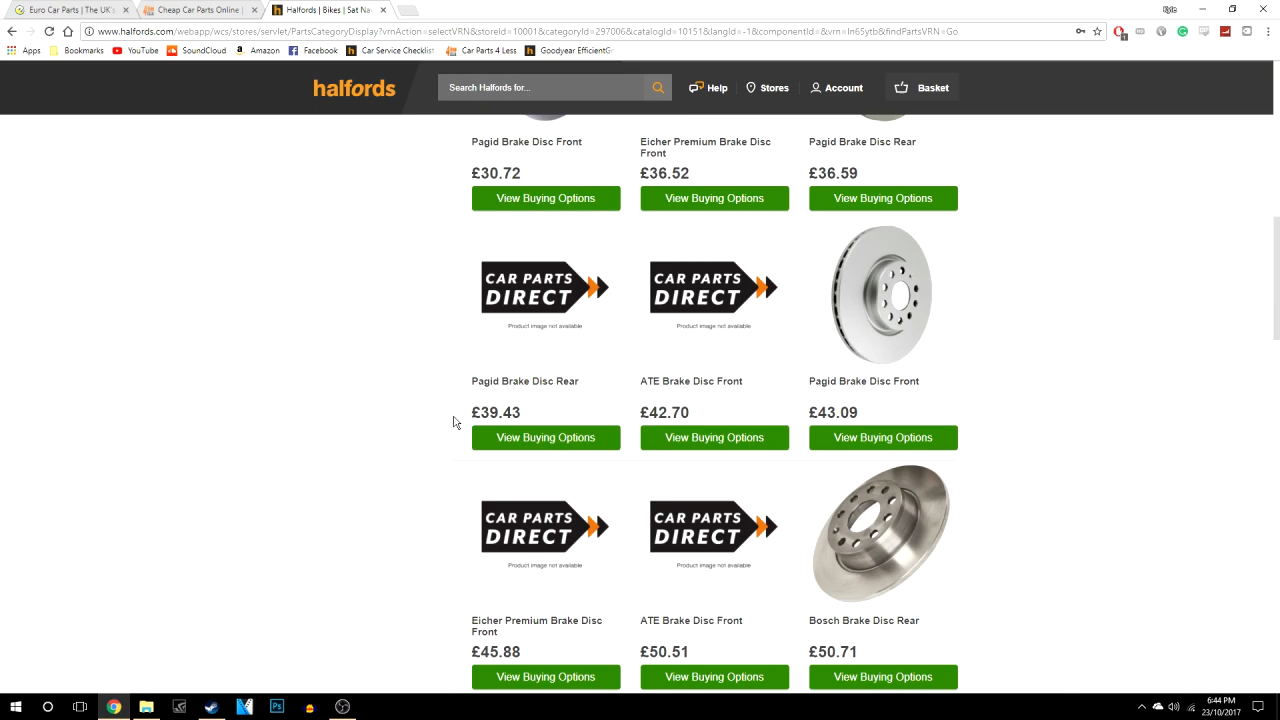 Euro Car Parts | The UK's
Cheap Car Parts Online |
Halfords | Bikes | Sat Nav
Kyle
www.halfords.com/webapp/wcs/stores/servlet/PartsCategoryDisplay?vrnAction=selectVRN&storeId=10001&categoryId=297006&catalogId=10151&langId=-1&componentId=&vrn=ln65ytb&findPartsVRN=Go
Apps
Bookmarks
YouTube
SoundCloud
Amazon
Facebook
Car Service Checklist
Car Parts 4 Less
Goodyear EfficientGr
halfords
Search Halfords for...
Help
Stores
Account
Basket
Pagid Brake Disc Front
£30.72
View Buying Options
Eicher Premium Brake Disc
Front
£36.52
View Buying Options
Pagid Brake Disc Rear
£36.59
View Buying Options
CAR PARTS
DIRECT
Product image not available
Pagid Brake Disc Rear
£39.43
View Buying Options
CAR PARTS
DIRECT
Product image not available
ATE Brake Disc Front
£42.70
View Buying Options
Pagid Brake Disc Front
£43.09
View Buying Options
CAR PARTS
DIRECT
Product image not available
Eicher Premium Brake Disc
Front
£45.88
View Buying Options
CAR PARTS
DIRECT
Product image not available
ATE Brake Disc Front
£50.51
View Buying Options
Bosch Brake Disc Rear
£50.71
View Buying Options
Ps
6:44 PM
23/10/2017